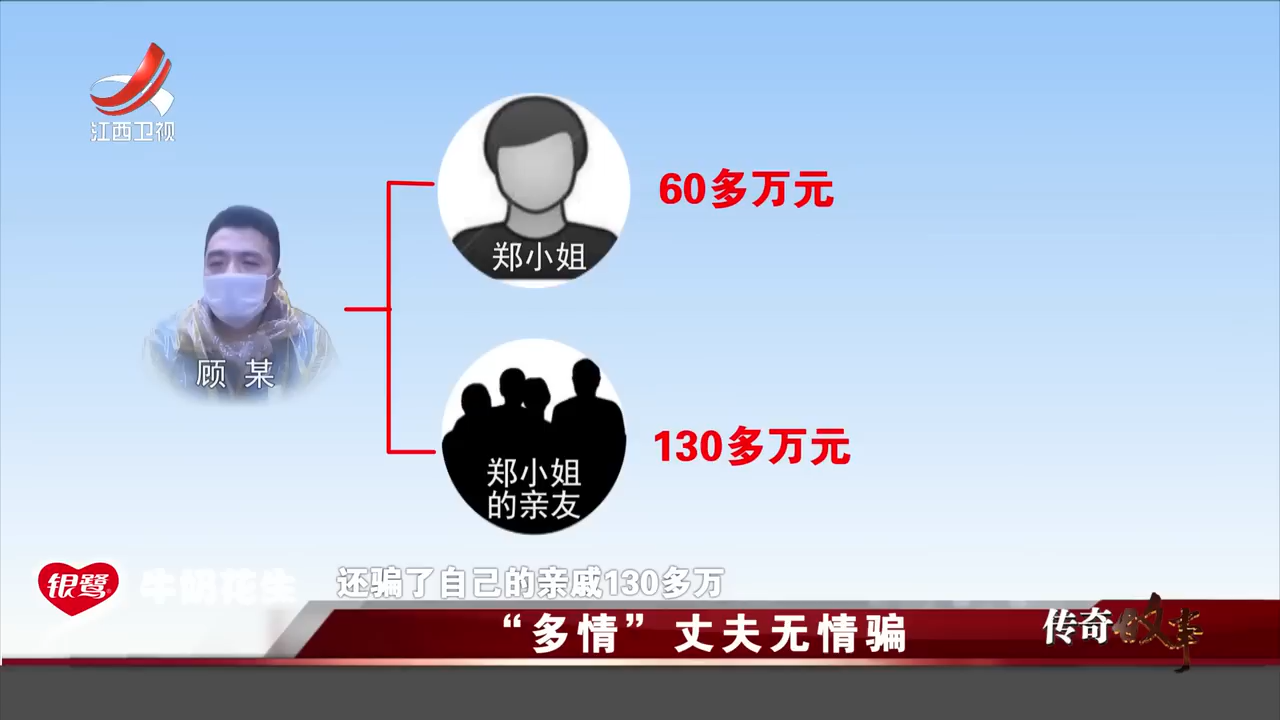 江西卫视
60多万元
郑小姐
顾 某
130多万元
郑小姐
的亲友
银鹭
牛奶花生
还骗了自己的亲戚130多万
“多情”丈夫无情骗
传奇故事